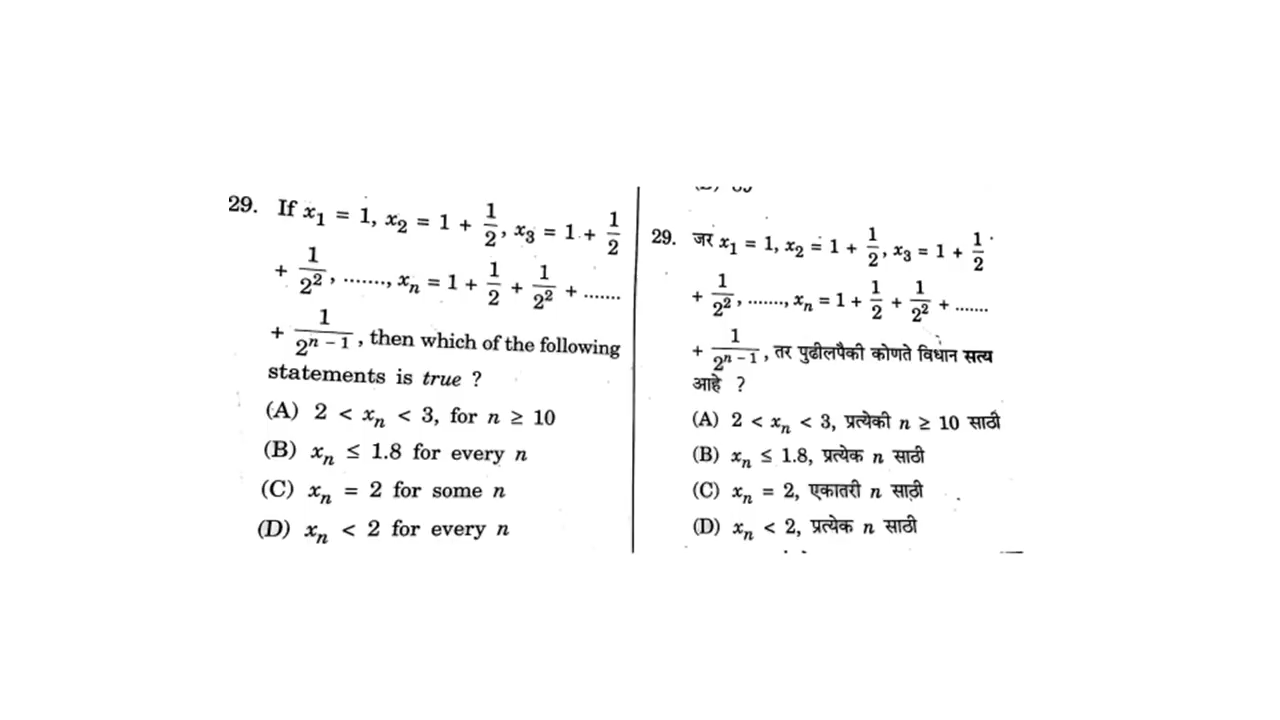 29. If x₁ = 1, x₂ = 1 + 1/2, x₃ = 1 + 1/2
+ 1/2², ......., xₙ = 1 + 1/2 + 1/2² + .......
+ 1/2ⁿ⁻¹, then which of the following
statements is true ?
(A) 2 < xₙ < 3, for n ≥ 10
(B) xₙ ≤ 1.8 for every n
(C) xₙ = 2 for some n
(D) xₙ < 2 for every n
29. जर x₁ = 1, x₂ = 1 + 1/2, x₃ = 1 + 1/2
+ 1/2², ......., xₙ = 1 + 1/2 + 1/2² + .......
+ 1/2ⁿ⁻¹, तर पुढीलपैकी कोणते विधान सत्य
आहे ?
(A) 2 < xₙ < 3, प्रत्येकी n ≥ 10 साठी
(B) xₙ ≤ 1.8, प्रत्येक n साठी
(C) xₙ = 2, एकातरी n साठी
(D) xₙ < 2, प्रत्येक n साठी